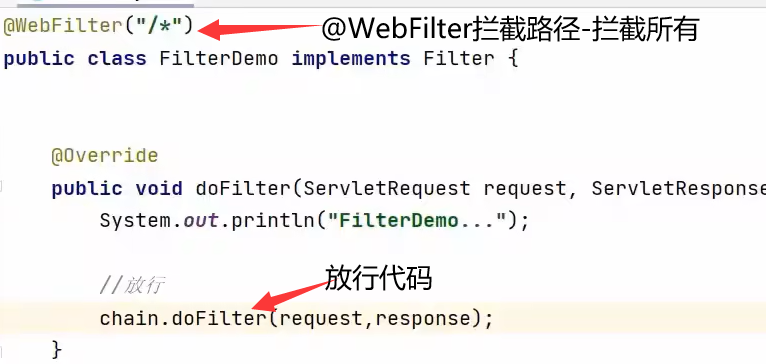 @WebFilter("/*")
@WebFilter拦截路径-拦截所有
public class FilterDemo implements Filter {
@Override
public void doFilter(ServletRequest request, ServletResponse
System.out.println("FilterDemo...");
//放行
放行代码
chain.doFilter(request,response);
}